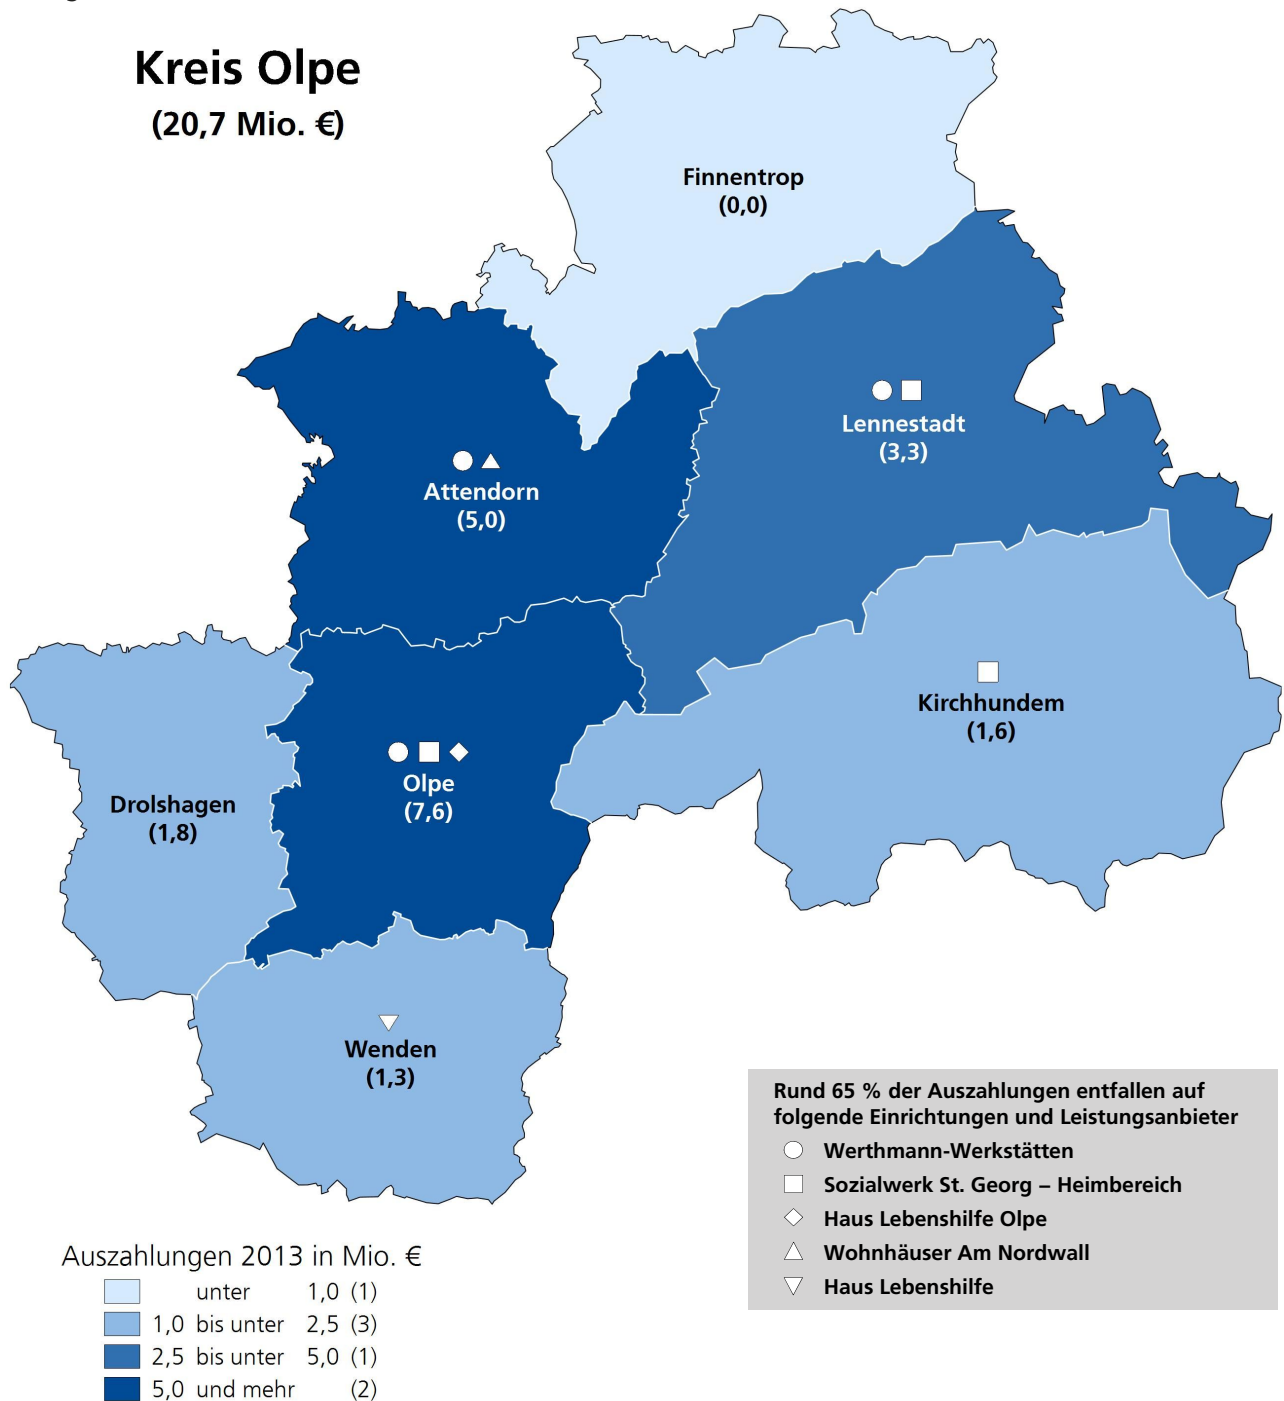 Kreis Olpe
(20,7 Mio. €)
Finnentrop
(0,0)
Lennestadt
(3,3)
Attendorn
(5,0)
Kirchhundem
(1,6)
Olpe
(7,6)
Drolshagen
(1,8)
Wenden
(1,3)
Rund 65 % der Auszahlungen entfallen auf
folgende Einrichtungen und Leistungsanbieter
Werthmann-Werkstätten
Sozialwerk St. Georg – Heimbereich
Haus Lebenshilfe Olpe
Wohnhäuser Am Nordwall
Haus Lebenshilfe
Auszahlungen 2013 in Mio. €
unter 1,0 (1)
1,0 bis unter 2,5 (3)
2,5 bis unter 5,0 (1)
5,0 und mehr (2)